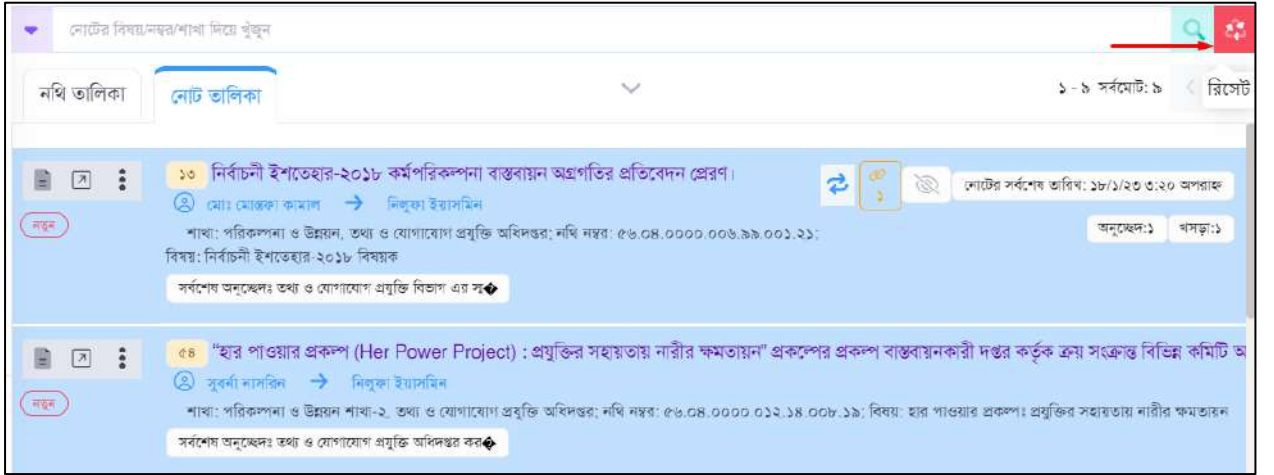 নোটের বিষয়/নম্বর/শাখা দিয়ে খুঁজুন
নথি তালিকা নোট তালিকা ১ - ৯ সর্বমোট: ৯ রিসেট
১৩ নির্বাচনী ইশতেহার-২০১৮ কর্মপরিকল্পনা বাস্তবায়ন অগ্রগতির প্রতিবেদন প্রেরণ। ১ নোটের সর্বশেষ তারিখ: ১৮/১/২৩ ৩:২০ অপরাহ্ন
মোঃ মোস্তফা কামাল → নিলুফা ইয়াসমিন
নতুন শাখা: পরিকল্পনা ও উন্নয়ন, তথ্য ও যোগাযোগ প্রযুক্তি অধিদপ্তর; নথি নম্বর: ৫৬.০৪.০০০০.০০৬.৯৯.০০১.২১; অনুচ্ছেদ:১ খসড়া:১
বিষয়: নির্বাচনী ইশতেহার-২০১৮ বিষয়ক
সর্বশেষ অনুচ্ছেদঃ তথ্য ও যোগাযোগ প্রযুক্তি বিভাগ এর সূ�
৫৪ “হার পাওয়ার প্রকল্প (Her Power Project) : প্রযুক্তির সহায়তায় নারীর ক্ষমতায়ন” প্রকল্পের প্রকল্প বাস্তবায়নকারী দপ্তর কর্তৃক ক্রয় সংক্রান্ত বিভিন্ন কমিটি অ
সুবর্না নাসরিন → নিলুফা ইয়াসমিন
নতুন শাখা: পরিকল্পনা ও উন্নয়ন শাখা-২, তথ্য ও যোগাযোগ প্রযুক্তি অধিদপ্তর; নথি নম্বর: ৫৬.০৪.০০০০.০১২.১৪.০০৮.১৯; বিষয়: হার পাওয়ার প্রকল্পঃ প্রযুক্তির সহায়তায় নারীর ক্ষমতায়ন
সর্বশেষ অনুচ্ছেদঃ তথ্য ও যোগাযোগ প্রযুক্তি অধিদপ্তর কর�